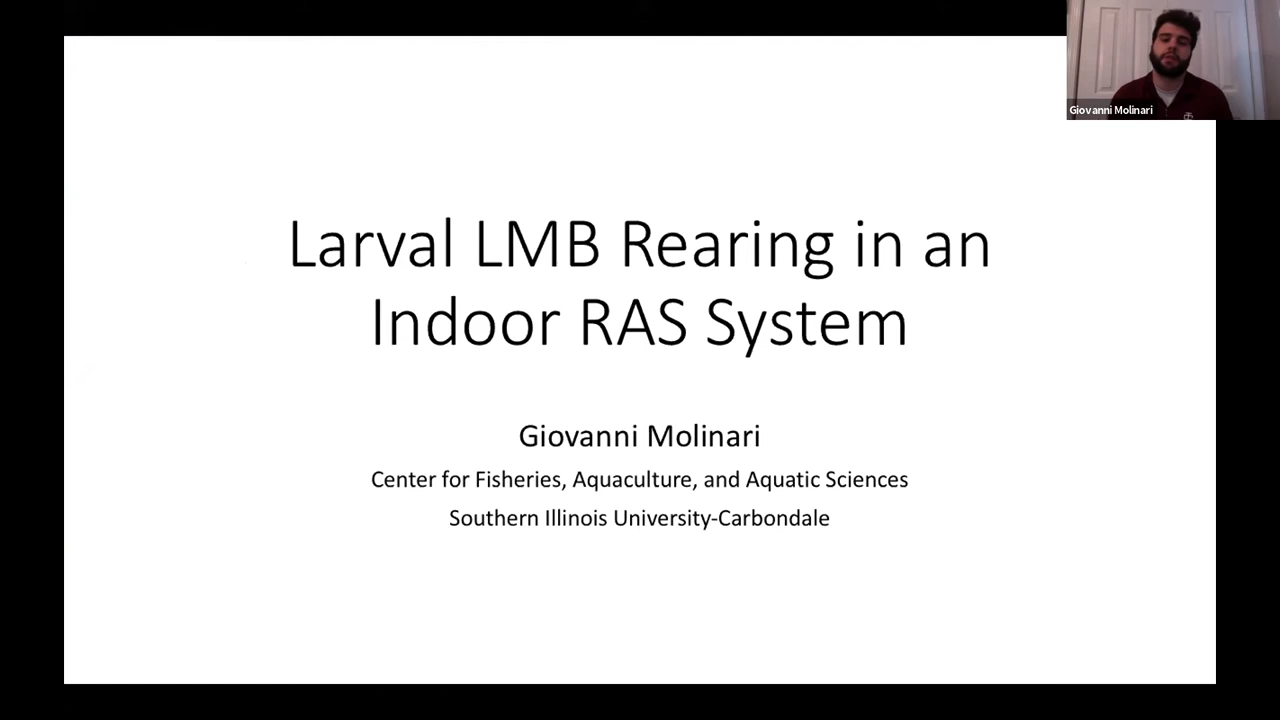 Giovanni Molinari
Larval LMB Rearing in an
Indoor RAS System
Giovanni Molinari
Center for Fisheries, Aquaculture, and Aquatic Sciences
Southern Illinois University-Carbondale